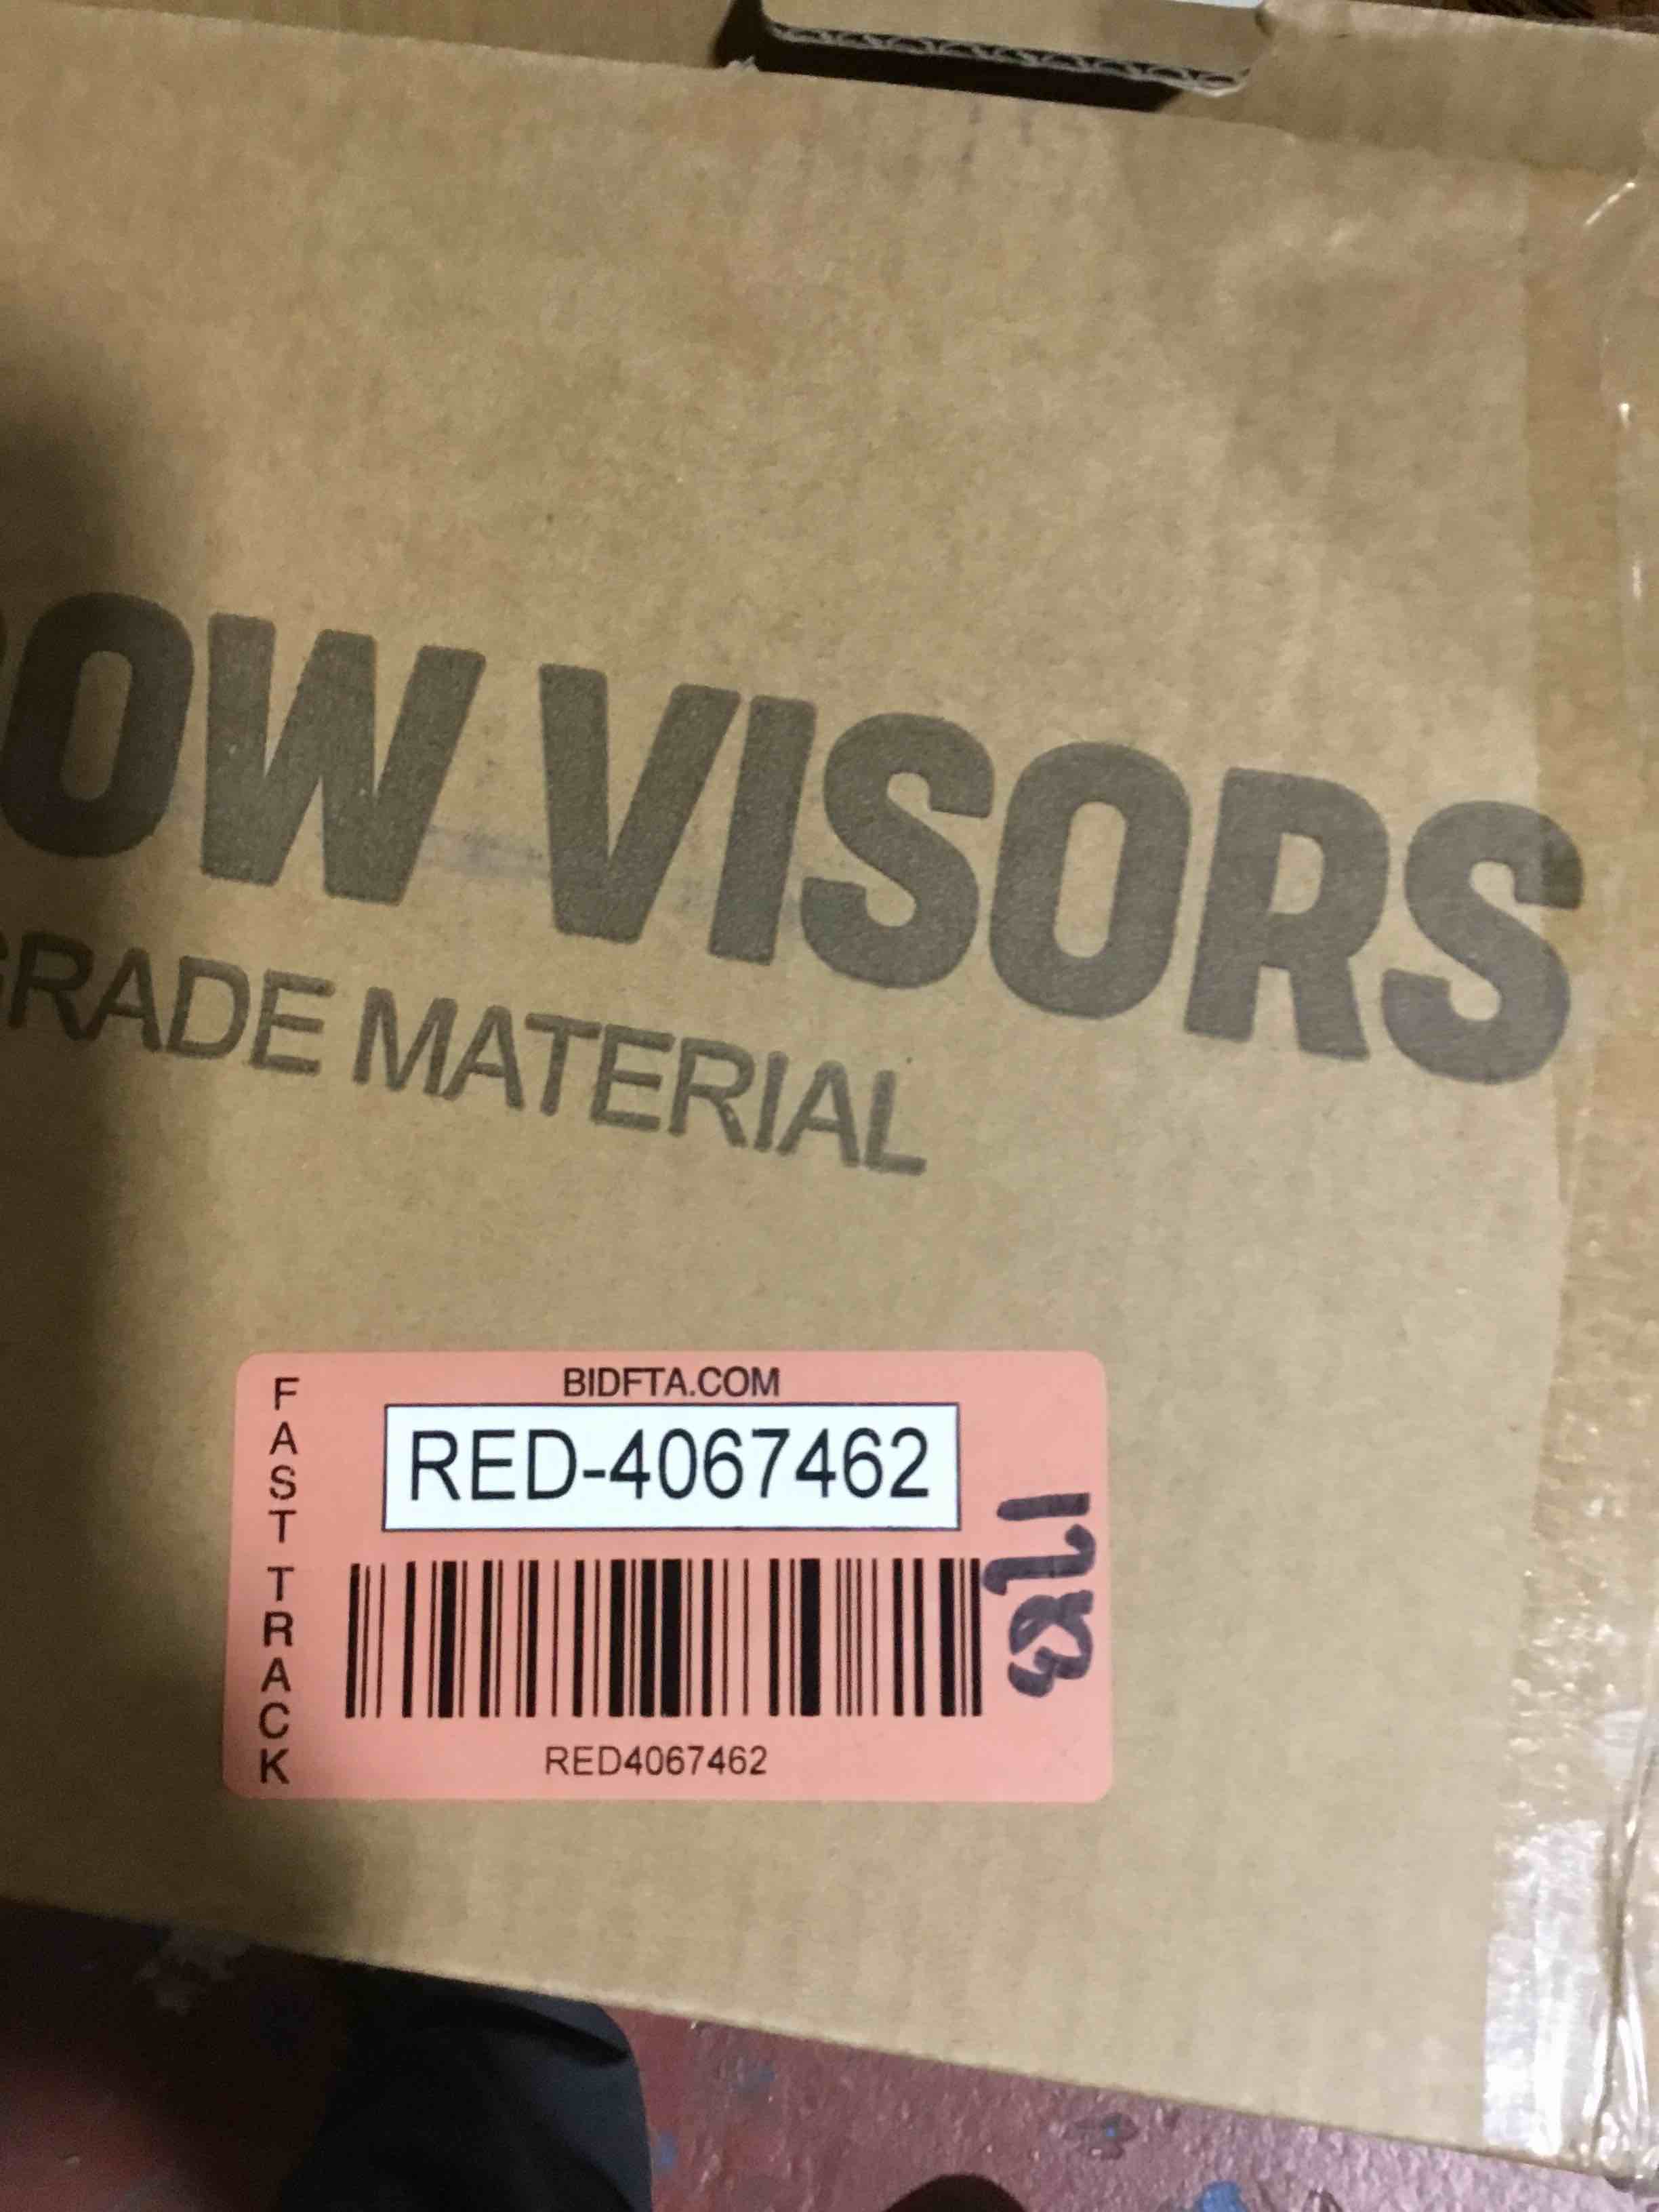 OW VISORS
GRADE MATERIAL
FAST TRACK
BIDFTA.COM
RED-4067462
RED4067462